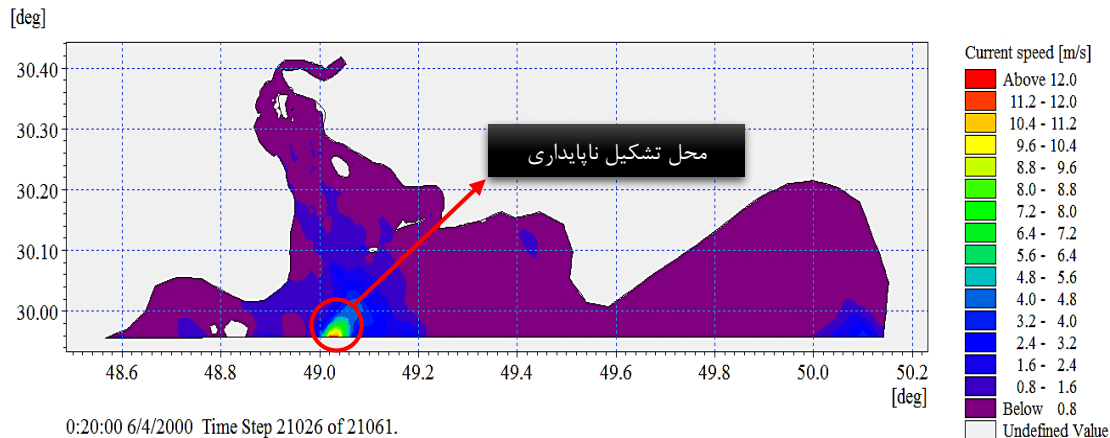 [deg]
Current speed [m/s]
Above 12.0
11.2 - 12.0
10.4 - 11.2
9.6 - 10.4
8.8 - 9.6
8.0 - 8.8
7.2 - 8.0
6.4 - 7.2
5.6 - 6.4
4.8 - 5.6
4.0 - 4.8
3.2 - 4.0
2.4 - 3.2
1.6 - 2.4
0.8 - 1.6
Below 0.8
Undefined Value
30.40
30.30
30.20
30.10
30.00
محل تشکیل ناپایداری
48.6 48.8 49.0 49.2 49.4 49.6 49.8 50.0 50.2
[deg]
0:20:00 6/4/2000 Time Step 21026 of 21061.